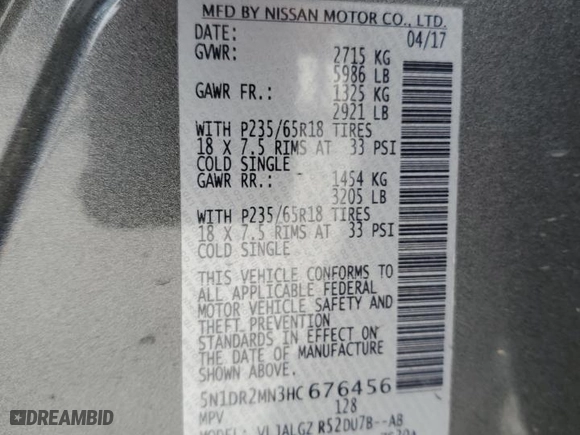 MFD BY NISSAN MOTOR CO., LTD.
DATE: 04/17
GVWR: 2715 KG
5986 LB
GAWR FR.: 1325 KG
2921 LB
WITH P235/65R18 TIRES
18 X 7.5 RIMS AT 33 PSI
COLD SINGLE
GAWR RR.: 1454 KG
3205 LB
WITH P235/65R18 TIRES
18 X 7.5 RIMS AT 33 PSI
COLD SINGLE
THIS VEHICLE CONFORMS TO
ALL APPLICABLE FEDERAL
MOTOR VEHICLE SAFETY AND
THEFT PREVENTION
STANDARDS IN EFFECT ON
THE DATE OF MANUFACTURE
SHOWN ABOVE.
5N1DR2MN3HC676456
MPV 128
MODEL: VLJALGZ R52DU7B--AB